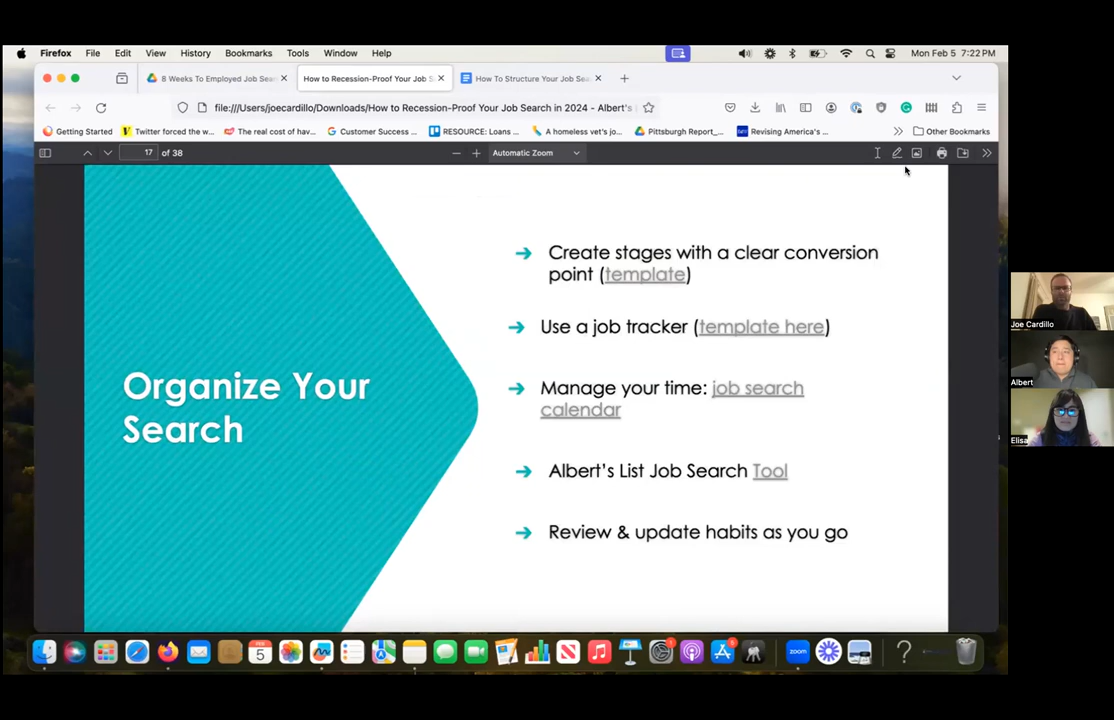 Firefox File Edit View History Bookmarks Tools Window Help Mon Feb 5 7:22 PM
8 Weeks To Employed Job Sea How to Recession-Proof Your Job S How To Structure Your Job Sea
file:///Users/joecardillo/Downloads/How to Recession-Proof Your Job Search in 2024 - Albert's
Getting Started Twitter forced the w... The real cost of hav... Customer Success ... RESOURCE: Loans ... A homeless vet's jo... Pittsburgh Report_... Revising America's ... Other Bookmarks
17 of 38 Automatic Zoom
Organize Your
Search
Create stages with a clear conversion
point (template)
Use a job tracker (template here)
Manage your time: job search
calendar
Albert's List Job Search Tool
Review & update habits as you go
Joe Cardillo
Albert
Elisa
FEB
5
zoom